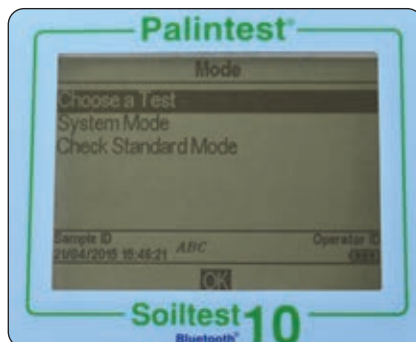 Palintest®
Mode
Choose a Test
System Mode
Check Standard Mode
Sample ID ABC Operator ID
21/04/2015 15:46:21
OK
Soiltest 10
Bluetooth®